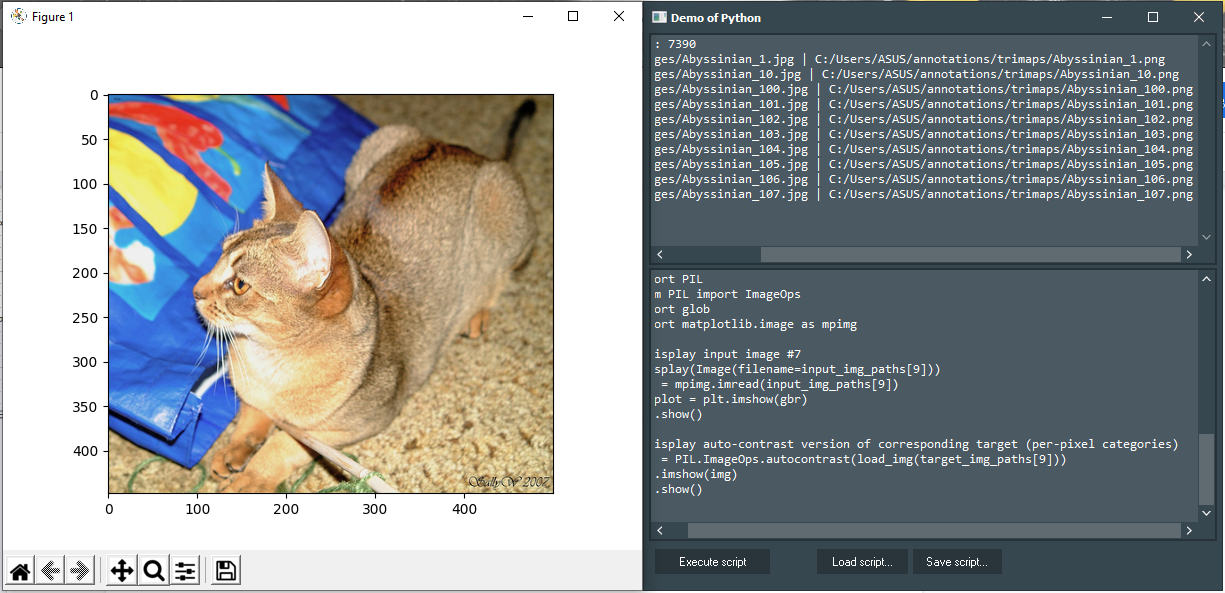 Figure 1
0
50
100
150
200
250
300
350
400
0
100
200
300
400
SallyW 2007
Demo of Python
: 7390
ges/Abyssinian_1.jpg | C:/Users/ASUS/annotations/trimaps/Abyssinian_1.png
ges/Abyssinian_10.jpg | C:/Users/ASUS/annotations/trimaps/Abyssinian_10.png
ges/Abyssinian_100.jpg | C:/Users/ASUS/annotations/trimaps/Abyssinian_100.png
ges/Abyssinian_101.jpg | C:/Users/ASUS/annotations/trimaps/Abyssinian_101.png
ges/Abyssinian_102.jpg | C:/Users/ASUS/annotations/trimaps/Abyssinian_102.png
ges/Abyssinian_103.jpg | C:/Users/ASUS/annotations/trimaps/Abyssinian_103.png
ges/Abyssinian_104.jpg | C:/Users/ASUS/annotations/trimaps/Abyssinian_104.png
ges/Abyssinian_105.jpg | C:/Users/ASUS/annotations/trimaps/Abyssinian_105.png
ges/Abyssinian_106.jpg | C:/Users/ASUS/annotations/trimaps/Abyssinian_106.png
ges/Abyssinian_107.jpg | C:/Users/ASUS/annotations/trimaps/Abyssinian_107.png
ort PIL
m PIL import ImageOps
ort glob
ort matplotlib.image as mpimg
isplay input image #7
splay(Image(filename=input_img_paths[9]))
= mpimg.imread(input_img_paths[9])
plot = plt.imshow(gbr)
.show()
isplay auto-contrast version of corresponding target (per-pixel categories)
= PIL.ImageOps.autocontrast(load_img(target_img_paths[9]))
.imshow(img)
.show()
Execute script
Load script...
Save script...